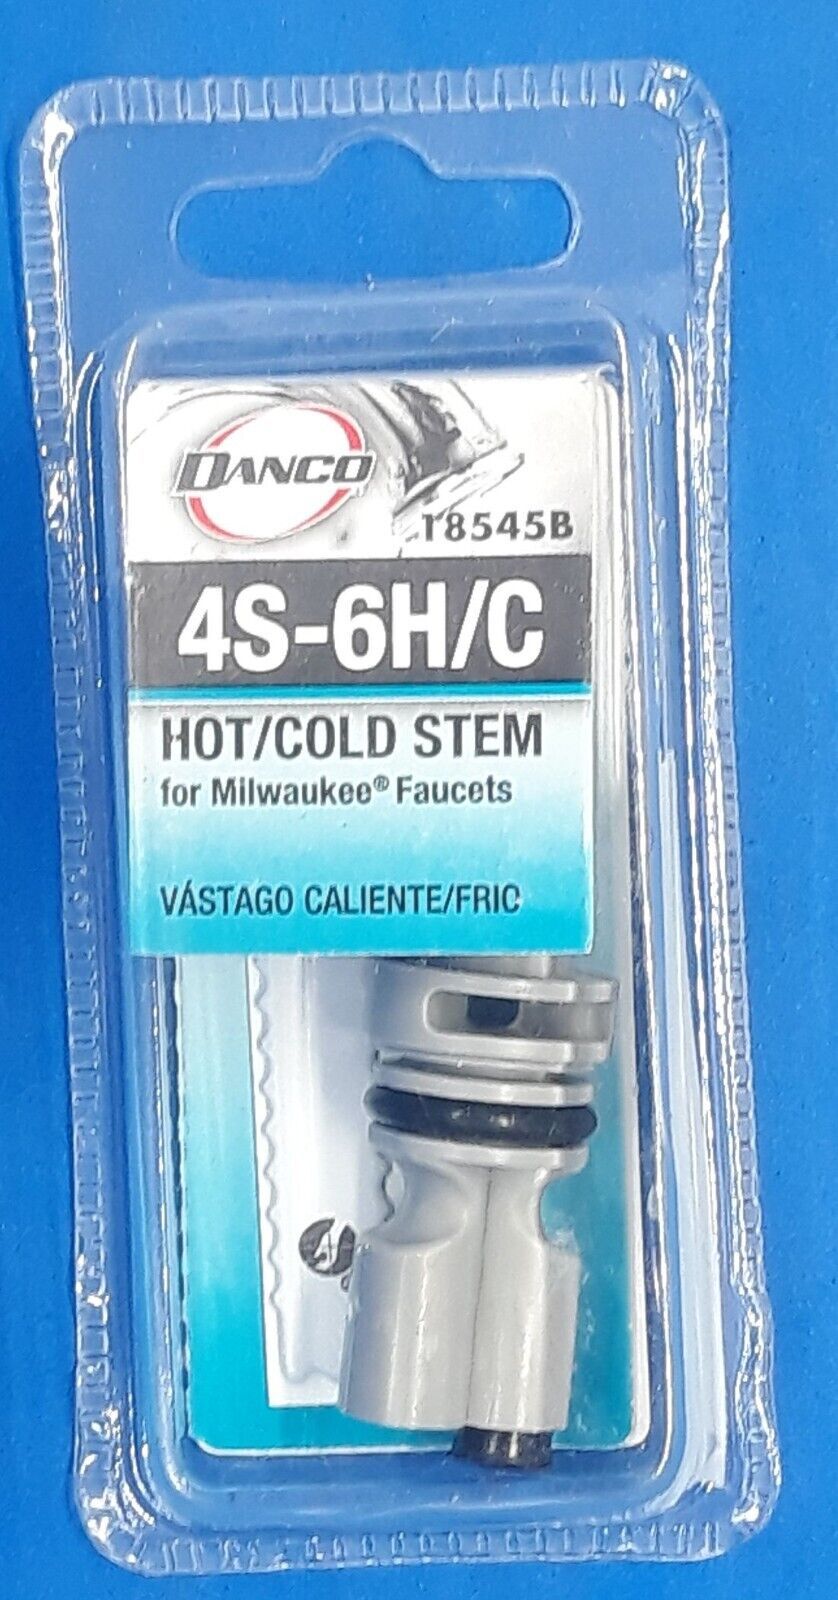 DANCO
18545B
4S-6H/C
HOT/COLD STEM
for Milwaukee® Faucets
VÁSTAGO CALIENTE/FRIC